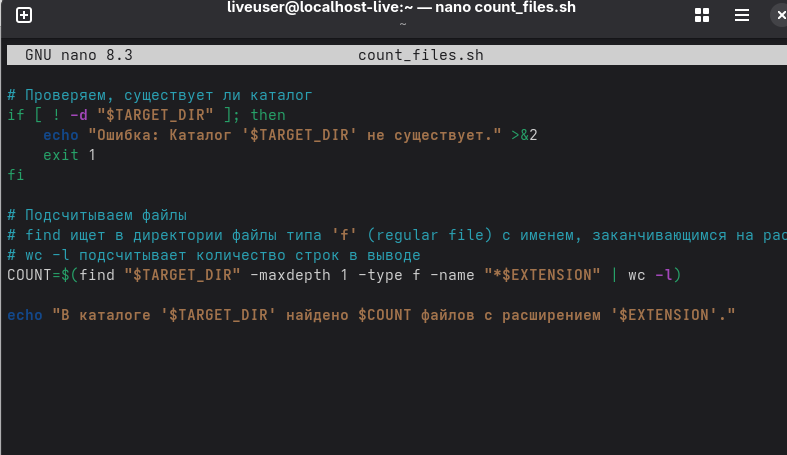 liveuser@localhost-live:~ — nano count_files.sh
~
GNU nano 8.3 count_files.sh
# Проверяем, существует ли каталог
if [ ! -d "$TARGET_DIR" ]; then
echo "Ошибка: Каталог '$TARGET_DIR' не существует." >&2
exit 1
fi
# Подсчитываем файлы
# find ищет в директории файлы типа 'f' (regular file) с именем, заканчивающимся на рас
# wc -l подсчитывает количество строк в выводе
COUNT=$(find "$TARGET_DIR" -maxdepth 1 -type f -name "*$EXTENSION" | wc -l)
echo "В каталоге '$TARGET_DIR' найдено $COUNT файлов с расширением '$EXTENSION'."